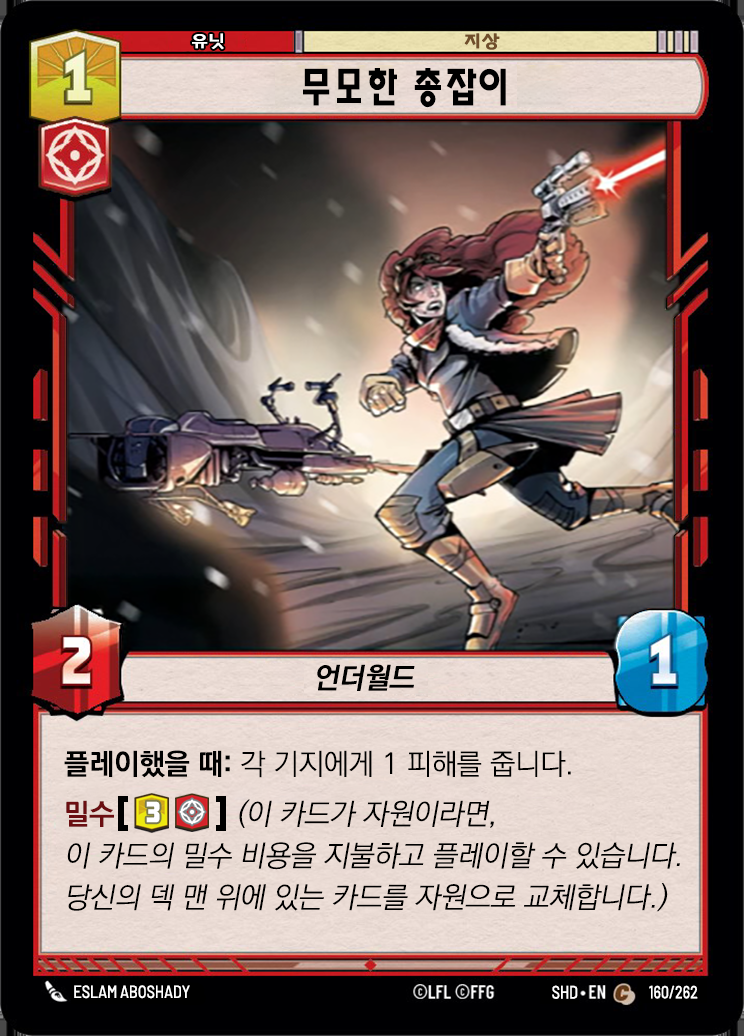 유닛
지상
1
무모한 총잡이
2
언더월드
1
플레이했을 때: 각 기지에게 1 피해를 줍니다.
밀수[3 ] (이 카드가 자원이라면,
이 카드의 밀수 비용을 지불하고 플레이할 수 있습니다.
당신의 덱 맨 위에 있는 카드를 자원으로 교체합니다.)
ESLAM ABOSHADY
©LFL ©FFG
SHD•EN C 160/262